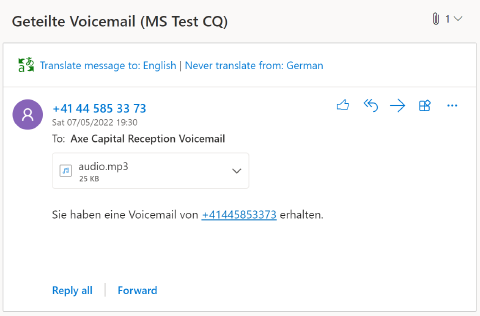 Geteilte Voicemail (MS Test CQ)
1
Translate message to: English | Never translate from: German
+41 44 585 33 73
Sat 07/05/2022 19:30
To: Axe Capital Reception Voicemail
audio.mp3
25 KB
Sie haben eine Voicemail von +41445853373 erhalten.
Reply all | Forward